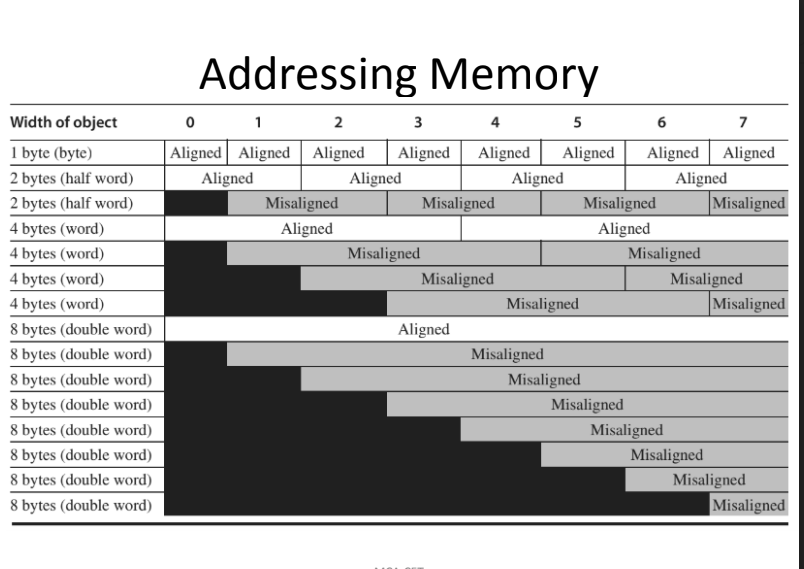 Addressing Memory
Width of object 0 1 2 3 4 5 6 7
1 byte (byte) Aligned Aligned Aligned Aligned Aligned Aligned Aligned Aligned
2 bytes (half word) Aligned Aligned Aligned Aligned
2 bytes (half word) Misaligned Misaligned Misaligned Misaligned
4 bytes (word) Aligned Aligned
4 bytes (word) Misaligned Misaligned
4 bytes (word) Misaligned Misaligned
4 bytes (word) Misaligned Misaligned
8 bytes (double word) Aligned
8 bytes (double word) Misaligned
8 bytes (double word) Misaligned
8 bytes (double word) Misaligned
8 bytes (double word) Misaligned
8 bytes (double word) Misaligned
8 bytes (double word) Misaligned
8 bytes (double word) Misaligned